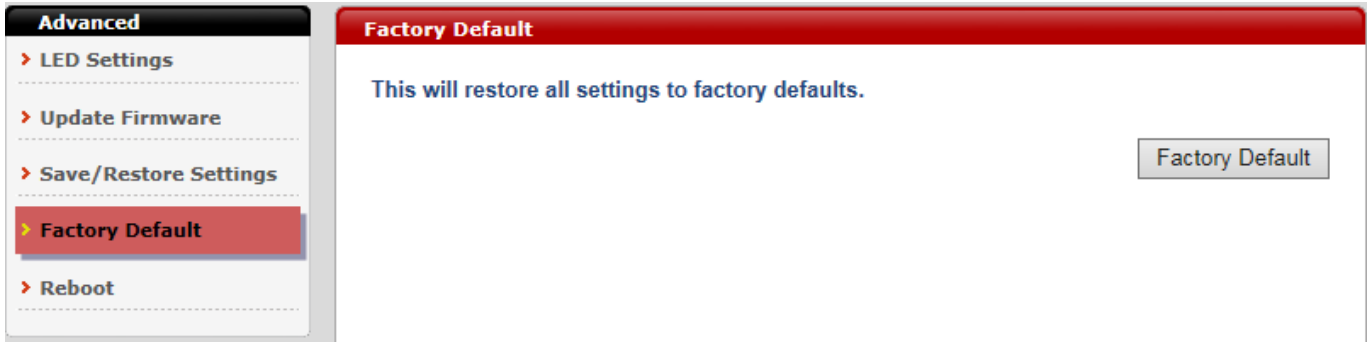 Advanced
LED Settings
Update Firmware
Save/Restore Settings
Factory Default
Reboot
Factory Default
This will restore all settings to factory defaults.
Factory Default